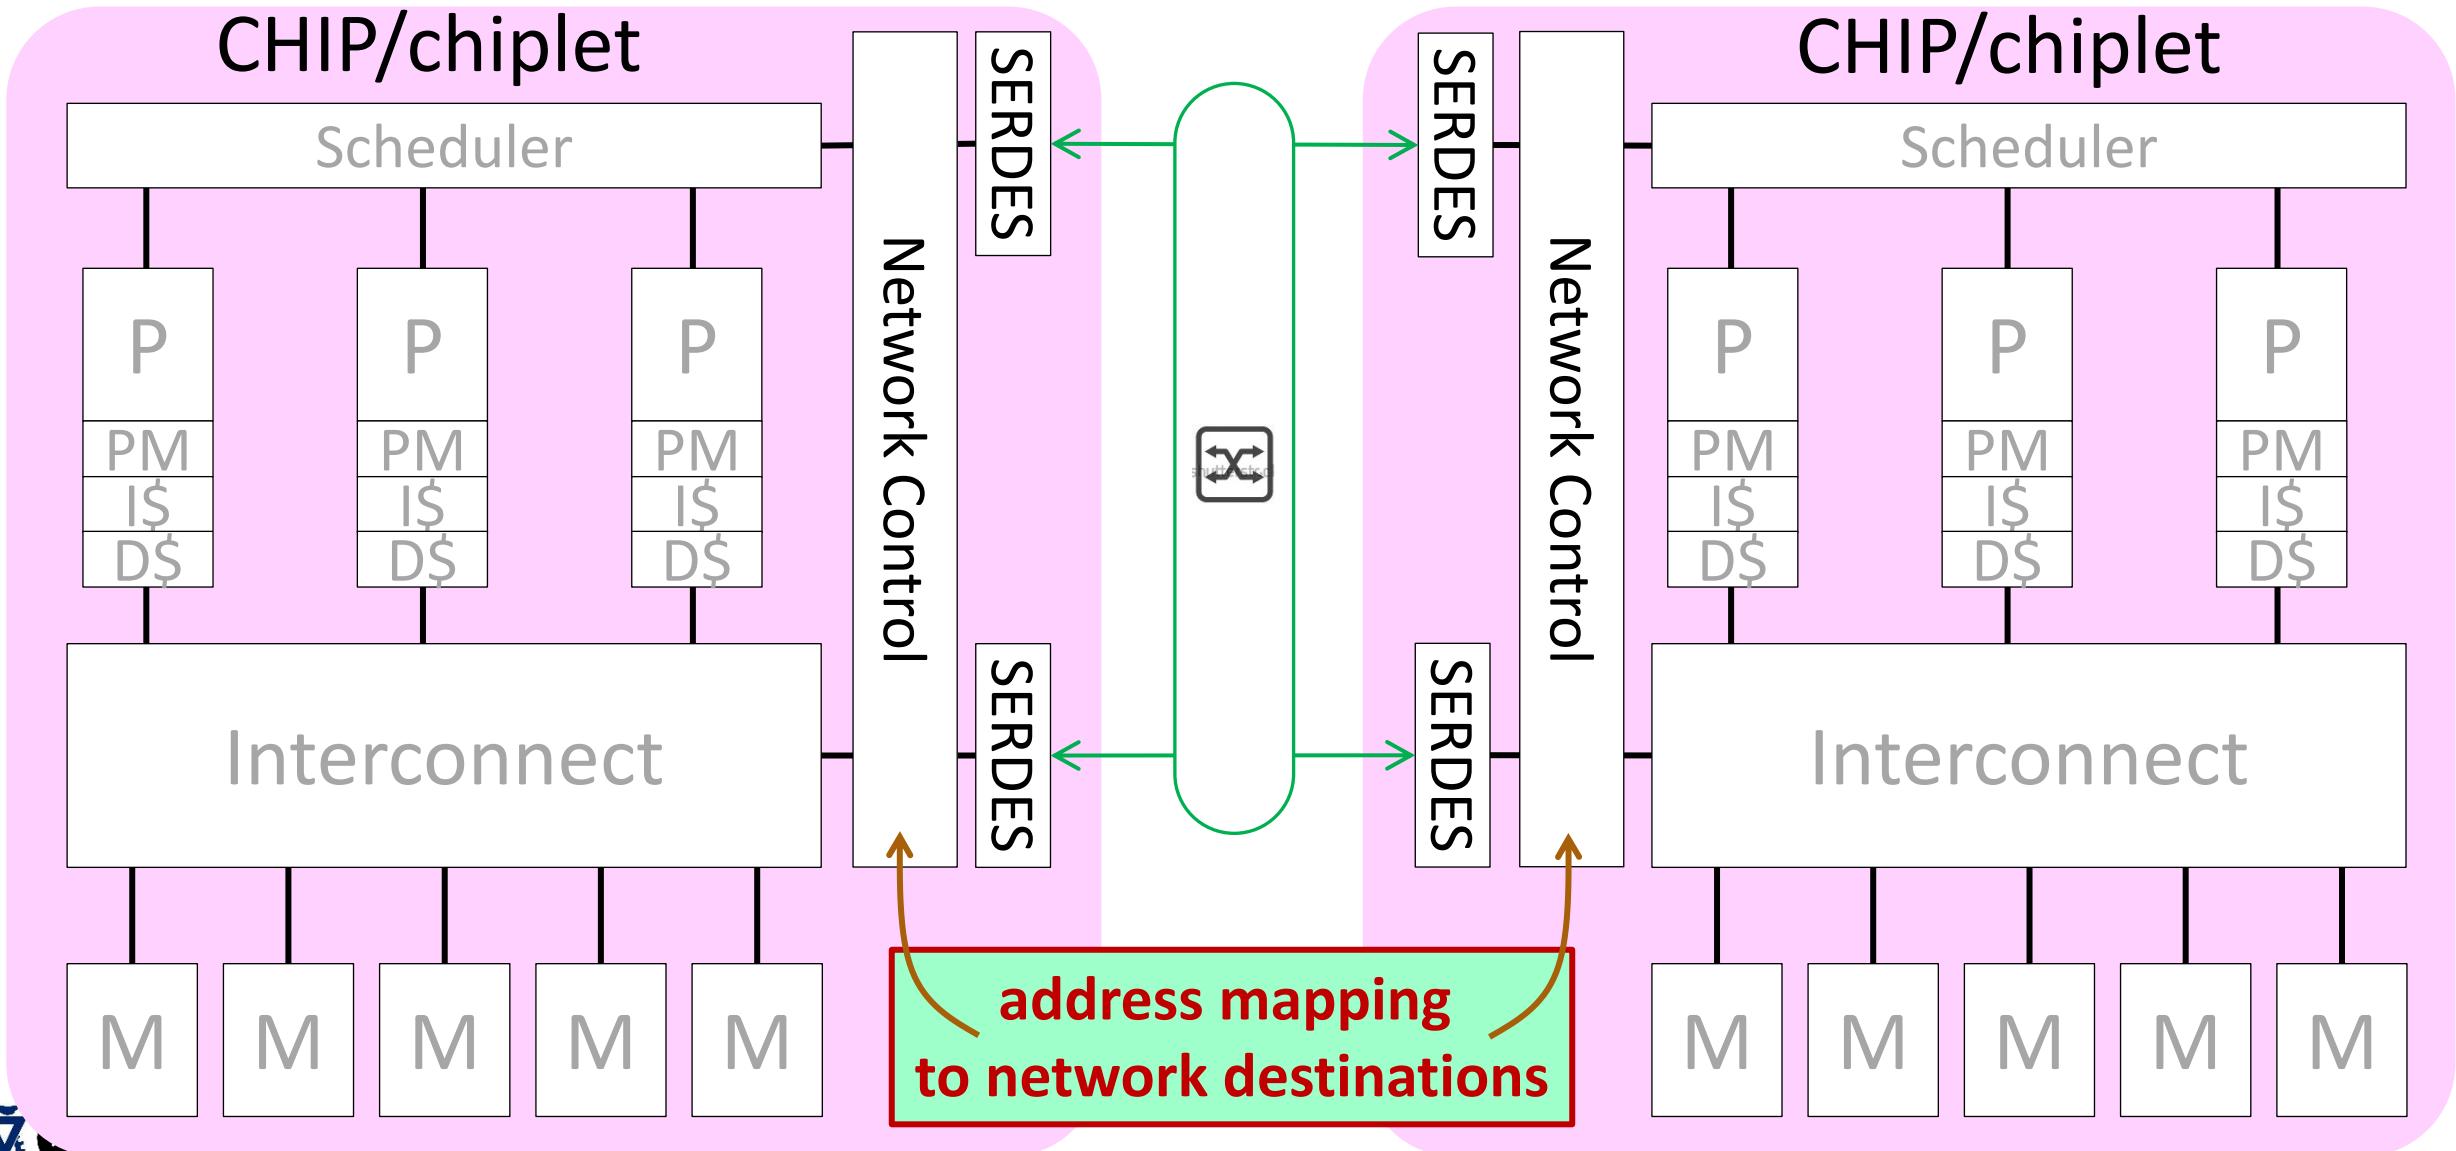 CHIP/chiplet
Scheduler
P
P
P
PM
PM
PM
I$
I$
I$
D$
D$
D$
Interconnect
M
M
M
M
M
Network Control
SERDES
SERDES
SERDES
SERDES
Network Control
CHIP/chiplet
Scheduler
P
P
P
PM
PM
PM
I$
I$
I$
D$
D$
D$
Interconnect
M
M
M
M
M
address mapping
to network destinations